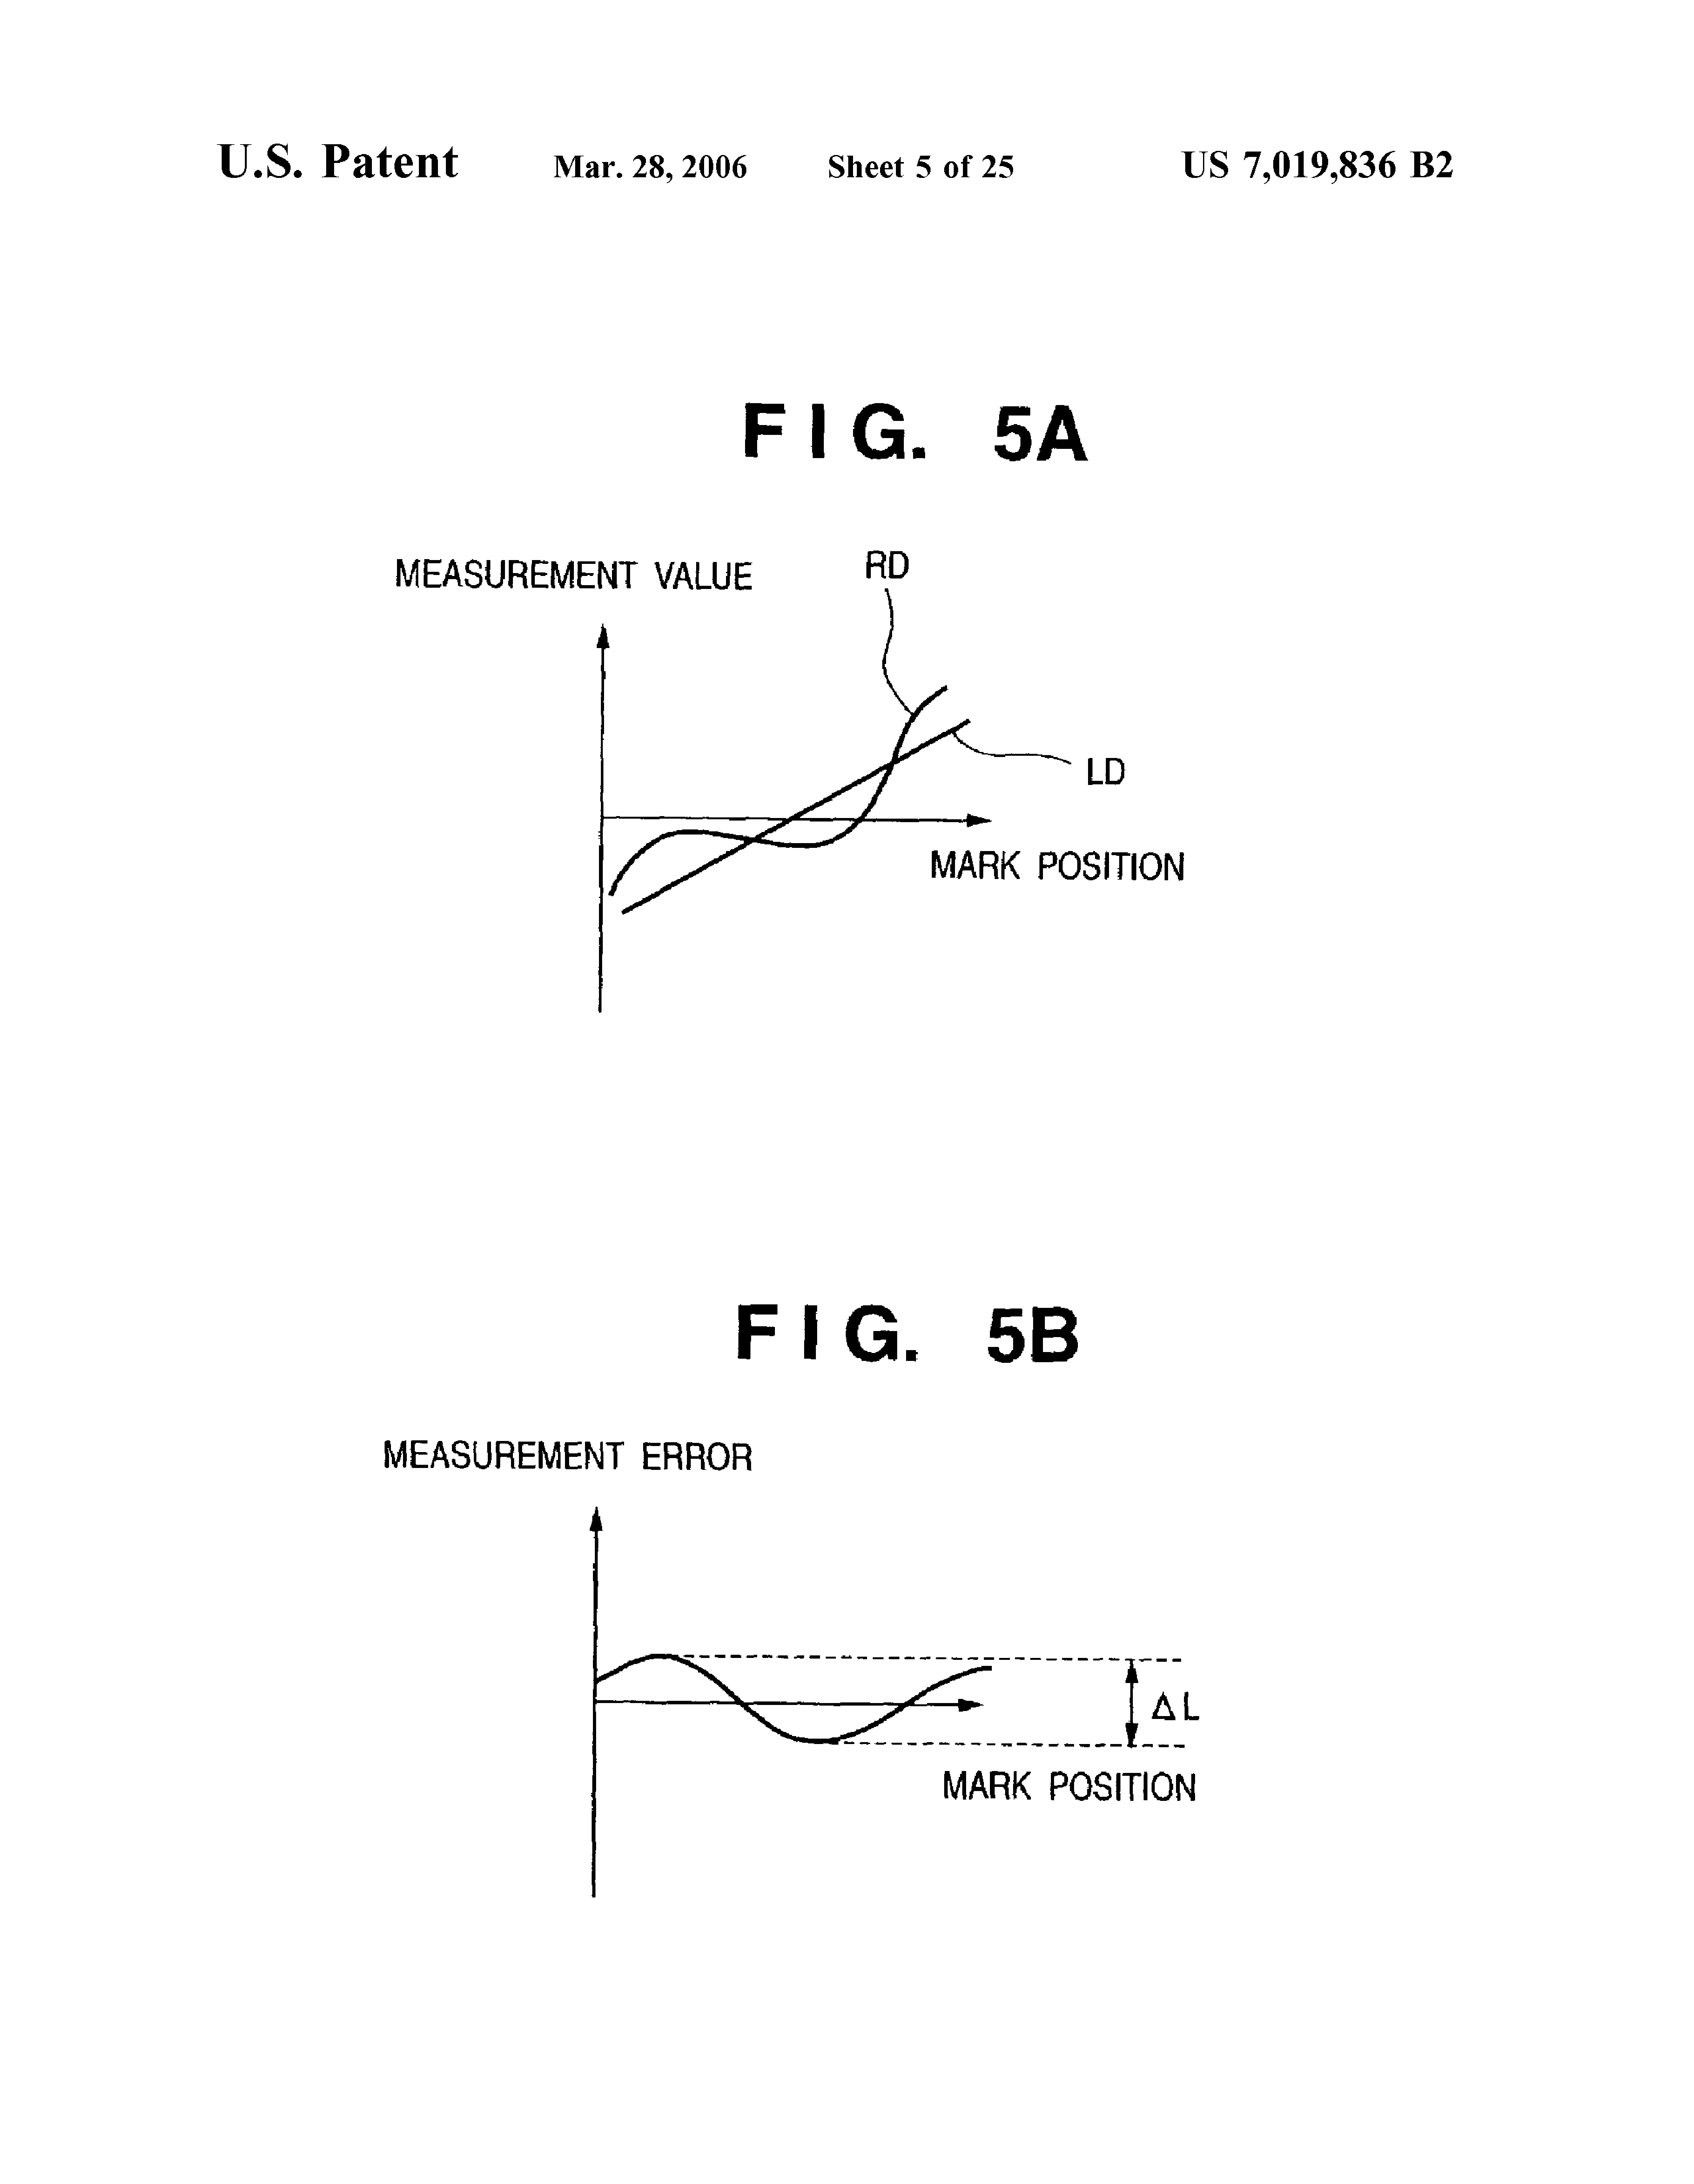 U.S. Patent Mar. 28, 2006 Sheet 5 of 25 US 7,019,836 B2
FIG. 5A
MEASUREMENT VALUE
RD
LD
MARK POSITION
FIG. 5B
MEASUREMENT ERROR
ΔL
MARK POSITION